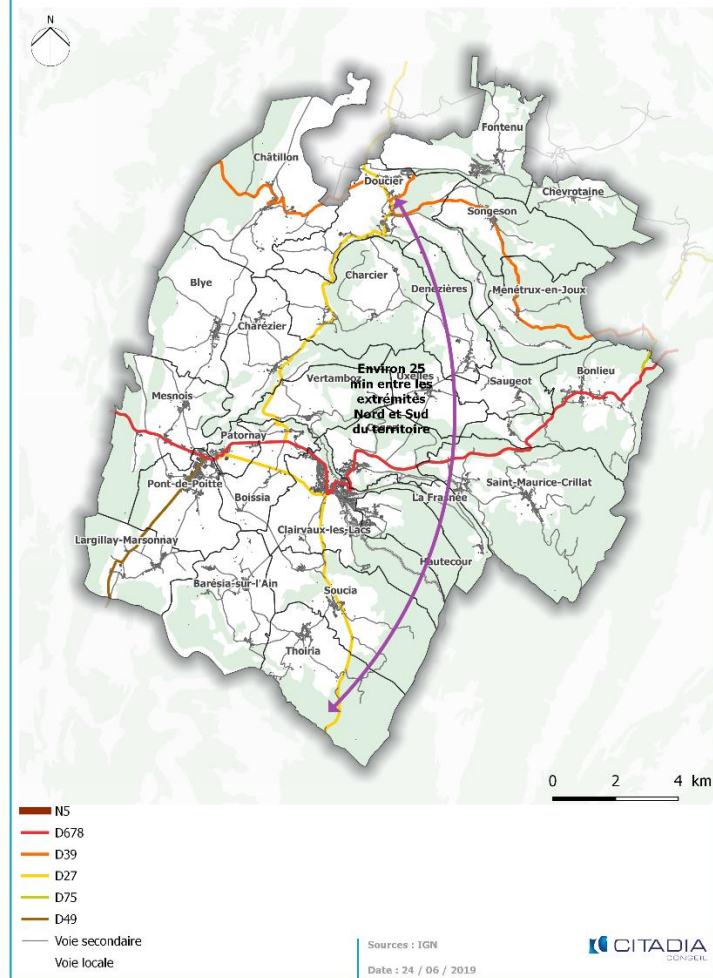 N
Fontenu
Châtillon
Doucier
Chevrotaine
Songeson
Charcier
Blye
Denezières
Ménétrux-en-Joux
Charézier
Environ 25
min entre les
extrémités
Nord et Sud
du territoire
Vertamboz
Uxelles
Bonlieu
Saugeot
Mesnois
Patornay
Pont-de-Poitte
Boissia
La Frasnée
Saint-Maurice-Crillat
Clairvaux-les-Lacs
Largillay-Marsonnay
Hautecour
Barésia-sur-l'Ain
Soucia
Thoiria
0 2 4 km
N5
D678
D39
D27
D75
D49
Voie secondaire
Voie locale
Sources : IGN
Date : 24 / 06 / 2019
CITADIA
CONSEIL